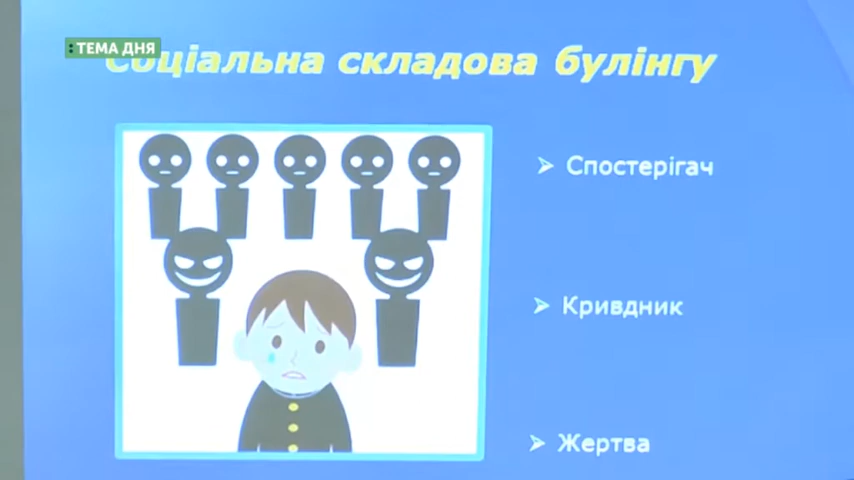 : ТЕМА ДНЯ
Соціальна складова булінгу
Спостерігач
Кривдник
Жертва